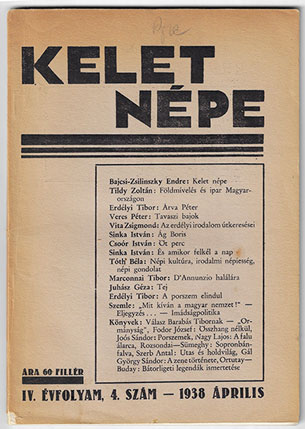 KELET
NÉPE
Bajcsi-Zsilinszky Endre: Kelet népe
Tildy Zoltán: Földmívelés és ipar Magyar-
országon
Erdélyi Tibor: Árva Péter
Veres Péter: Tavaszi bajok
Vita Zsigmond: Az erdélyi irodalom útkeresései
Sinka István: Ág Boris
Csoór István: Öt perc
Sinka István: És amikor felkél a nap
Tóth Béla: Népi kultúra, irodalmi népiesség,
népi gondolat
Marconnai Tibor: D'Annunzio halálára
Juhász Géza: Tej
Erdélyi Tibor: A porszem elindul
Szemle: „Mit kíván a magyar nemzet!" —
Eljegyzés... — Imádságpolitika
Könyvek: Válasz Barabás Tibornak — „Or-
mányság", Fodor József: Összhang nélkül,
Joós Sándor: Porszemek, Nagy Lajos: A falu
álarca, Rozsondai—Sümeghy: Sopronbán-
falva, Szerb Antal: Utas és holdvilág, Gál
György Sándor: A zene története, Ortutay—
Buday: Bátorligeti legendák ismertetése
ÁRA 60 FILLÉR
IV. ÉVFOLYAM, 4. SZÁM — 1938 ÁPRILIS